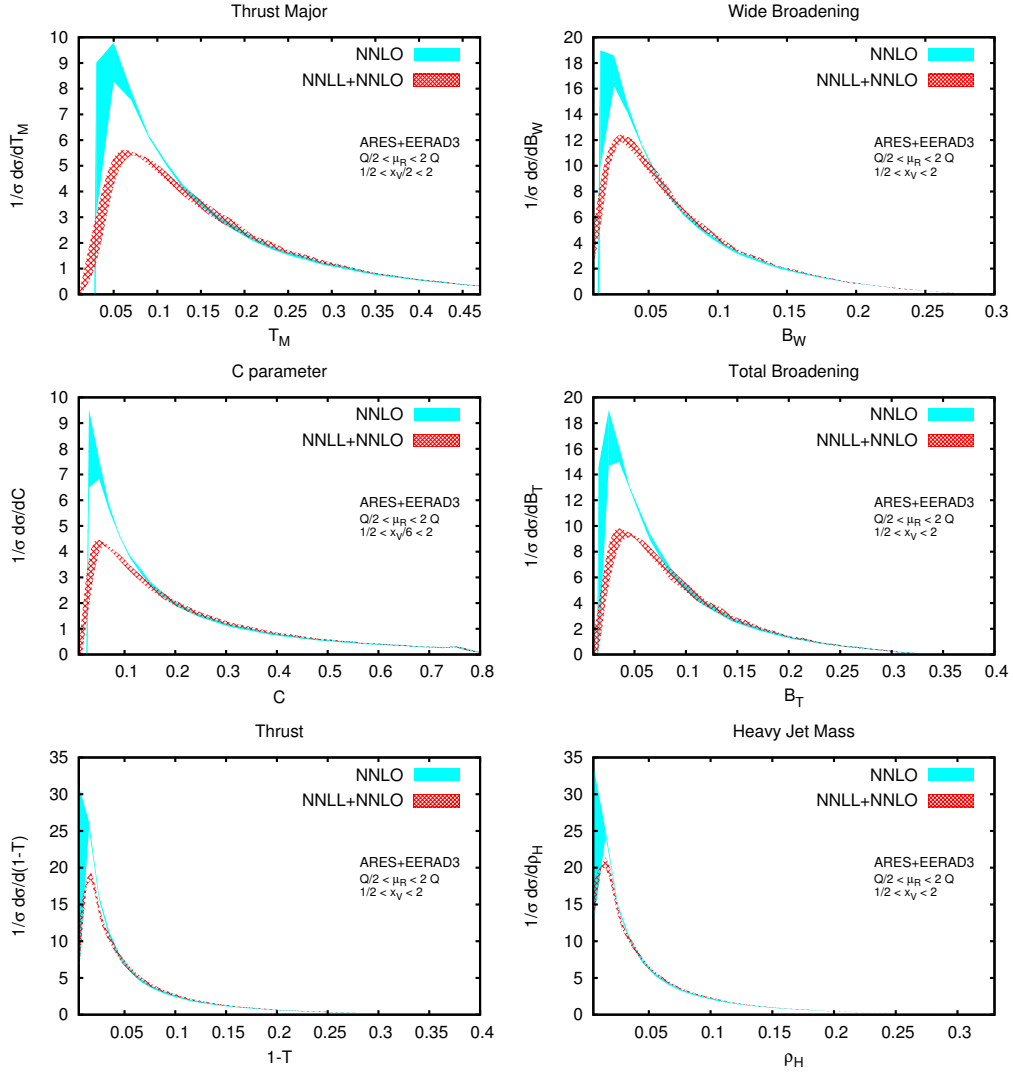 Thrust Major
10
9
8
7
6
5
4
3
2
1
0
1/σ dσ/dT_M
NNLO
NNLL+NNLO
ARES+EERAD3
Q/2 < μ_R < 2 Q
1/2 < x_V/2 < 2
0.05 0.1 0.15 0.2 0.25 0.3 0.35 0.4 0.45
T_M
Wide Broadening
20
18
16
14
12
10
8
6
4
2
0
1/σ dσ/dB_W
NNLO
NNLL+NNLO
ARES+EERAD3
Q/2 < μ_R < 2 Q
1/2 < x_V < 2
0.05 0.1 0.15 0.2 0.25 0.3
B_W
C parameter
10
9
8
7
6
5
4
3
2
1
0
1/σ dσ/dC
NNLO
NNLL+NNLO
ARES+EERAD3
Q/2 < μ_R < 2 Q
1/2 < x_V/6 < 2
0.1 0.2 0.3 0.4 0.5 0.6 0.7 0.8
C
Total Broadening
20
18
16
14
12
10
8
6
4
2
0
1/σ dσ/dB_T
NNLO
NNLL+NNLO
ARES+EERAD3
Q/2 < μ_R < 2 Q
1/2 < x_V < 2
0.05 0.1 0.15 0.2 0.25 0.3 0.35 0.4
B_T
Thrust
35
30
25
20
15
10
5
0
1/σ dσ/d(1-T)
NNLO
NNLL+NNLO
ARES+EERAD3
Q/2 < μ_R < 2 Q
1/2 < x_V < 2
0.05 0.1 0.15 0.2 0.25 0.3 0.35 0.4
1-T
Heavy Jet Mass
35
30
25
20
15
10
5
0
1/σ dσ/dρ_H
NNLO
NNLL+NNLO
ARES+EERAD3
Q/2 < μ_R < 2 Q
1/2 < x_V < 2
0.05 0.1 0.15 0.2 0.25 0.3
ρ_H